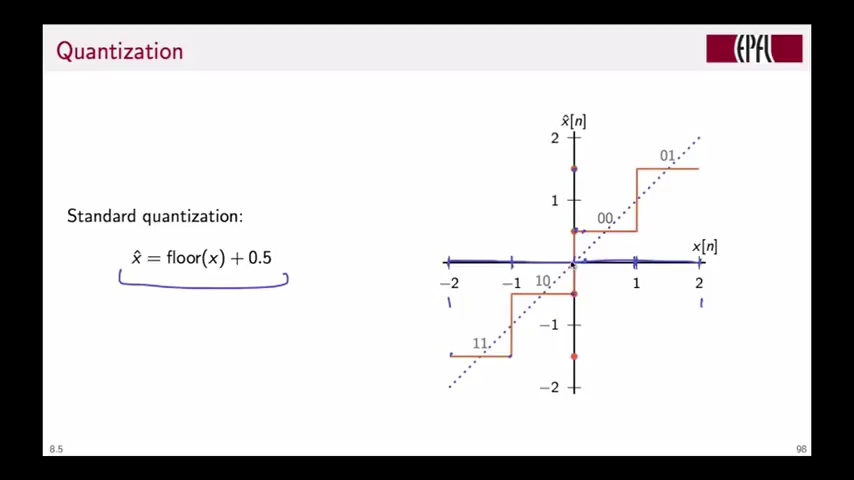 Quantization
EPFL
x̂[n]
2
01
1
00
Standard quantization:
x[n]
x̂ = floor(x) + 0.5
−2
−1
10
1
2
−1
11
−2
8.5
98